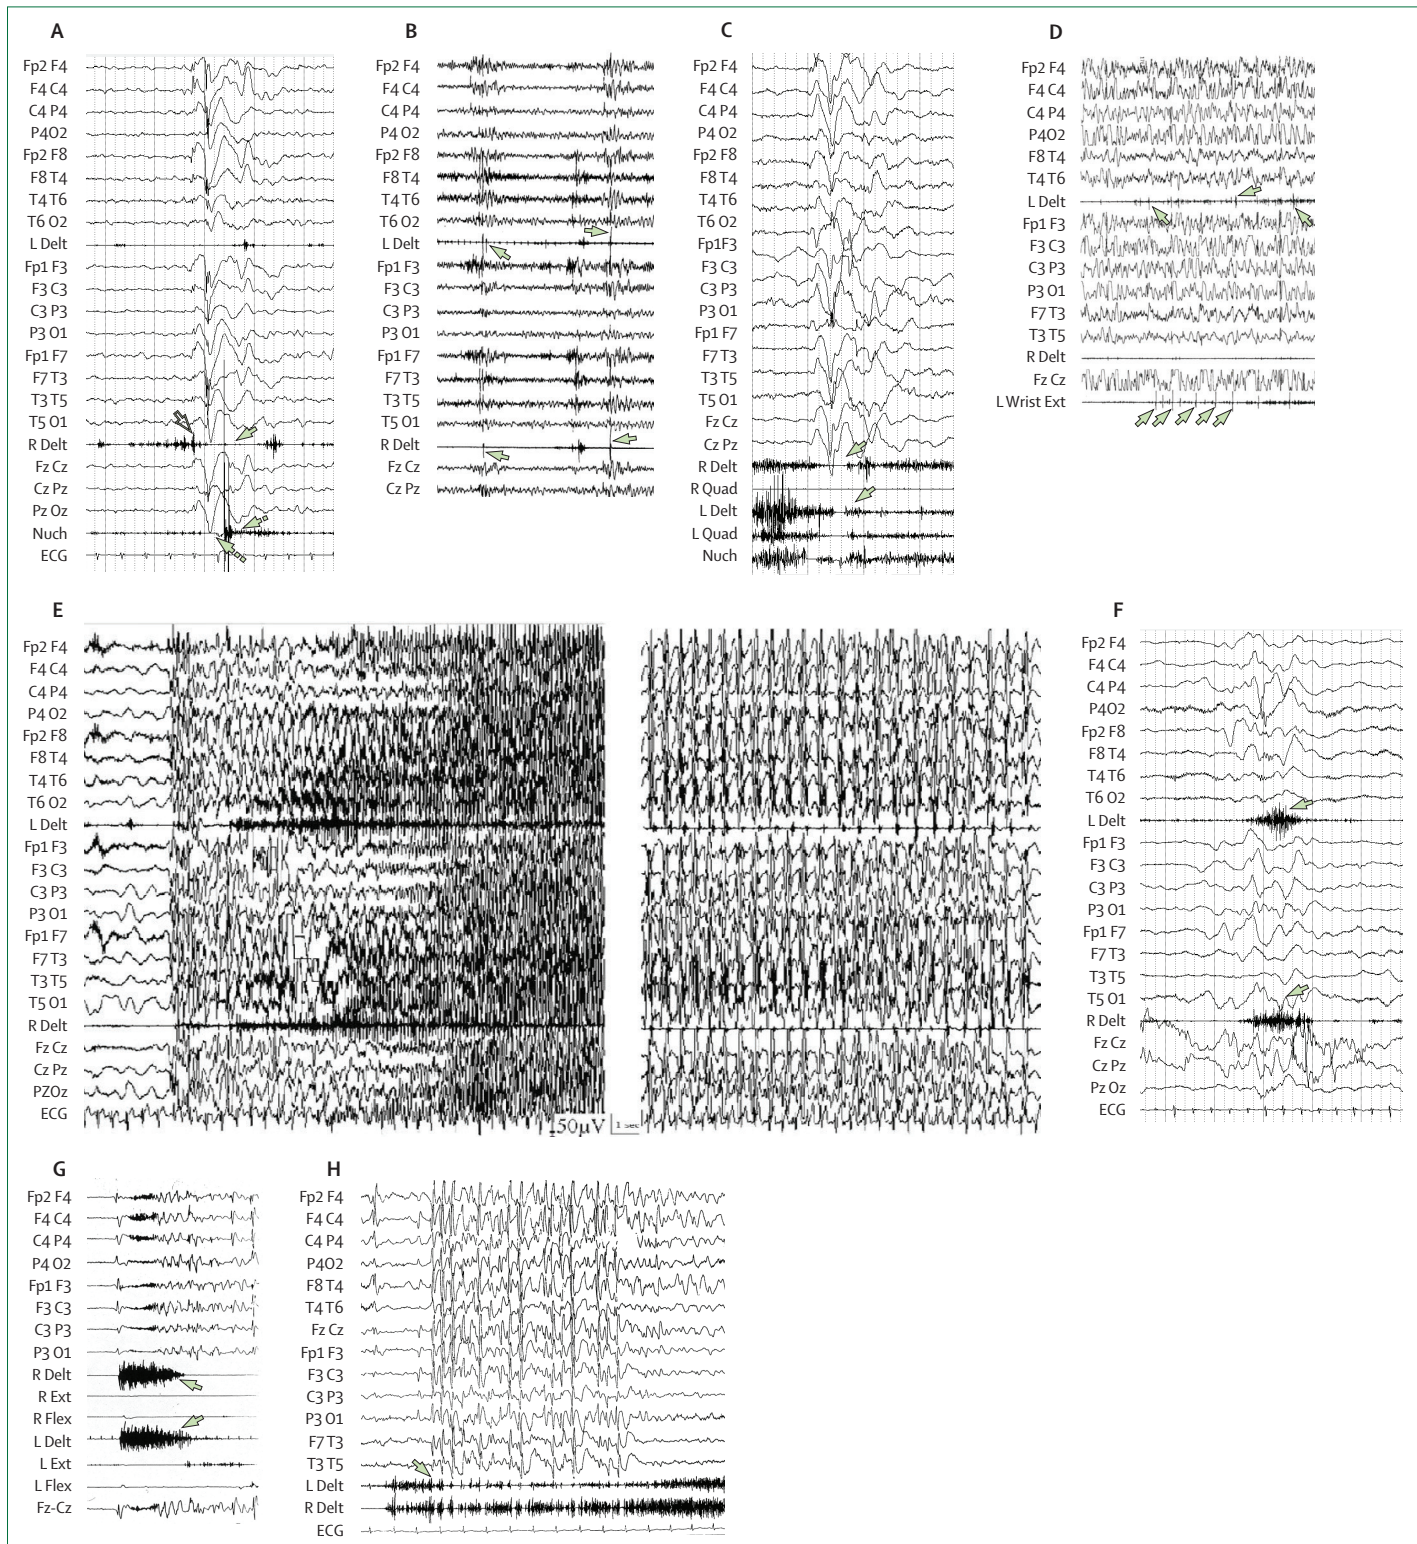 A
Fp2 F4
F4 C4
C4 P4
P4O2
Fp2 F8
F8 T4
T4 T6
T6 O2
L Delt
Fp1 F3
F3 C3
C3 P3
P3 O1
Fp1 F7
F7 T3
T3 T5
T5 O1
R Delt
Fz Cz
Cz Pz
Pz Oz
Nuch
ECG
B
Fp2 F4
F4 C4
C4 P4
P4 O2
Fp2 F8
F8 T4
T4 T6
T6 O2
L Delt
Fp1 F3
F3 C3
C3 P3
P3 O1
Fp1 F7
F7 T3
T3 T5
T5 O1
R Delt
Fz Cz
Cz Pz
C
Fp2 F4
F4 C4
C4 P4
P4 O2
Fp2 F8
F8 T4
T4 T6
T6 O2
Fp1F3
F3 C3
C3 P3
P3 O1
Fp1 F7
F7 T3
T3 T5
T5 O1
Fz Cz
Cz Pz
R Delt
R Quad
L Delt
L Quad
Nuch
D
Fp2 F4
F4 C4
C4 P4
P4O2
F8 T4
T4 T6
L Delt
Fp1 F3
F3 C3
C3 P3
P3 O1
F7 T3
T3 T5
R Delt
Fz Cz
L Wrist Ext
E
Fp2 F4
F4 C4
C4 P4
P4 O2
Fp2 F8
F8 T4
T4 T6
T6 O2
L Delt
Fp1 F3
F3 C3
C3 P3
P3 O1
Fp1 F7
F7 T3
T3 T5
T5 O1
R Delt
Fz Cz
Cz Pz
PZOz
ECG
50µV
1 sec
F
Fp2 F4
F4 C4
C4 P4
P4O2
Fp2 F8
F8 T4
T4 T6
T6 O2
L Delt
Fp1 F3
F3 C3
C3 P3
P3 O1
Fp1 F7
F7 T3
T3 T5
T5 O1
R Delt
Fz Cz
Cz Pz
Pz Oz
ECG
G
Fp2 F4
F4 C4
C4 P4
P4 O2
Fp1 F3
F3 C3
C3 P3
P3 O1
R Delt
R Ext
R Flex
L Delt
L Ext
L Flex
Fz-Cz
H
Fp2 F4
F4 C4
C4 P4
P4O2
F8 T4
T4 T6
Fz Cz
Fp1 F3
F3 C3
C3 P3
P3 O1
F7 T3
T3 T5
L Delt
R Delt
ECG